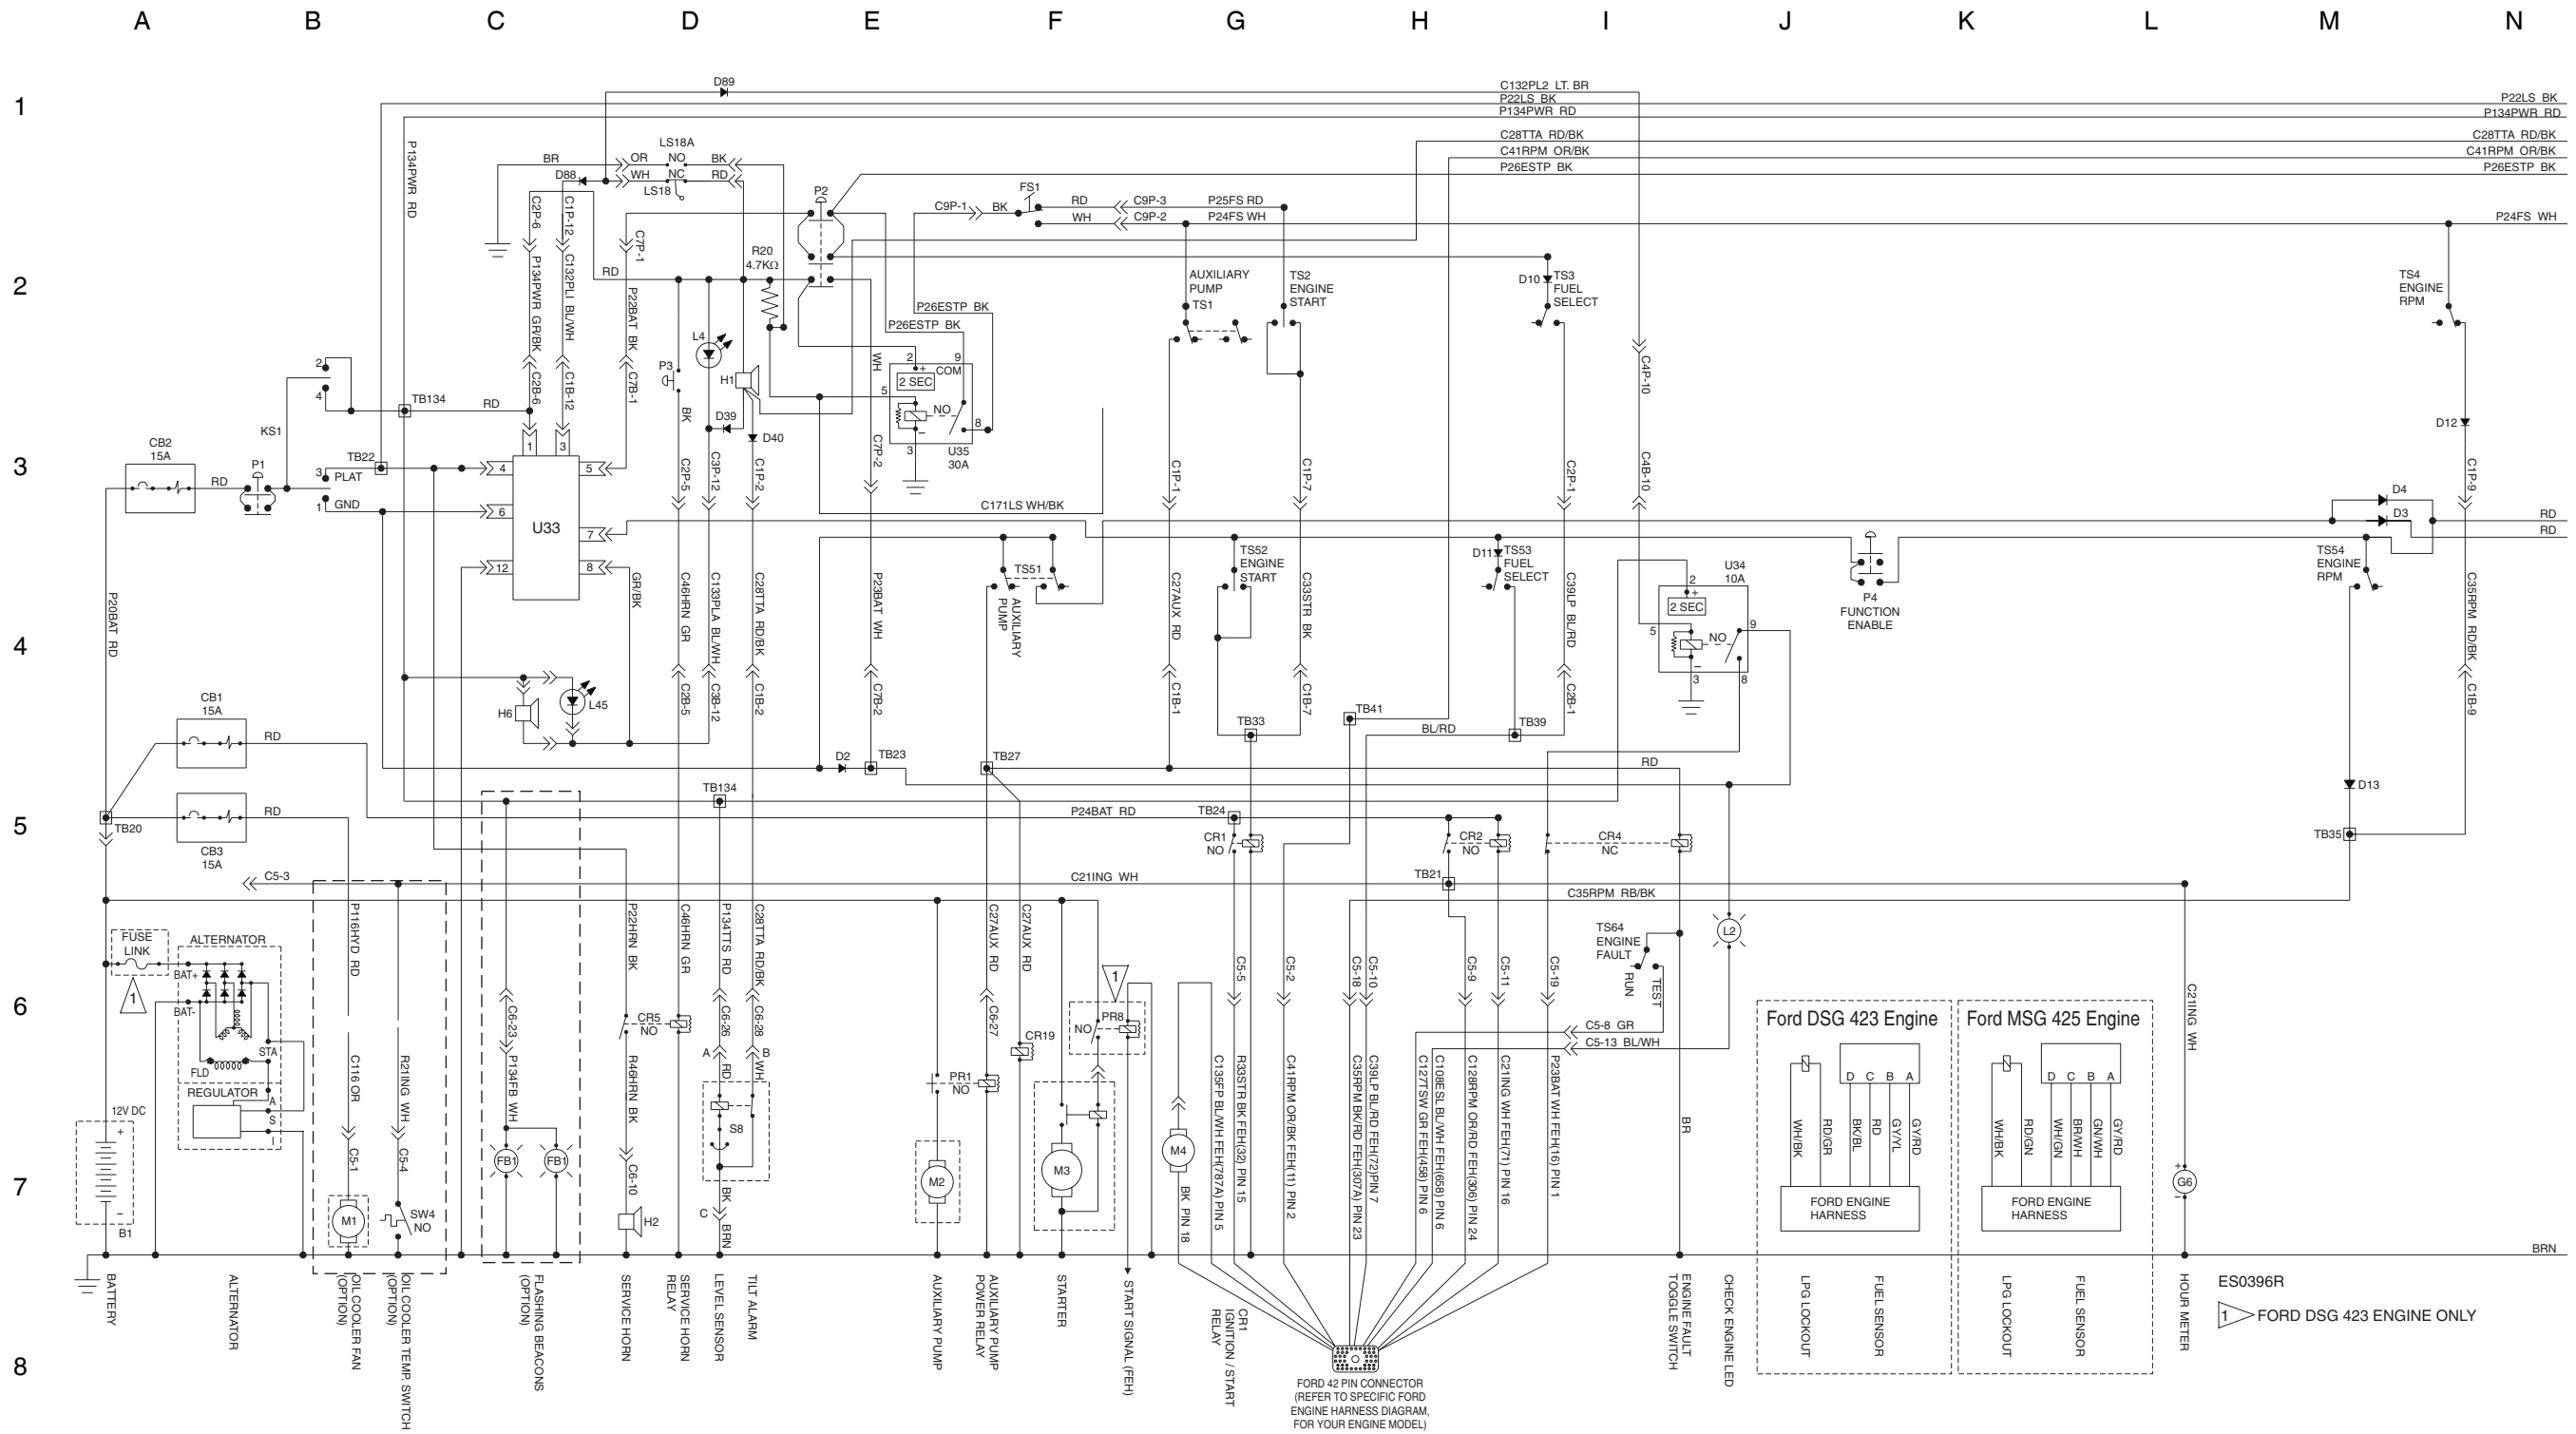 A B C D E F G H I J K L M N
1
D89
C132PL2 LT. BR
P22LS BK
P134PWR RD
P22LS BK
P134PWR RD
C28TTA RD/BK
C41RPM OR/BK
P26ESTP BK
C28TTA RD/BK
C41RPM OR/BK
P26ESTP BK
P134PWR RD
LS18A
BR
OR
NO
BK
D88
WH
NC
RD
LS18
C2P-6
C1P-12
P2
C9P-1
BK
FS1
RD
C9P-3
P25FS RD
WH
C9P-2
P24FS WH
P24FS WH
C7P-1
2
P134PWR GR/BK
C132PLI BL/WH
RD
P22BAT BK
R20
4.7KΩ
AUXILIARY
PUMP
TS1
TS2
ENGINE
START
D10
TS3
FUEL
SELECT
TS4
ENGINE
RPM
P26ESTP BK
P26ESTP BK
L4
P3
H1
WH
2
9
+
COM
2 SEC
5
NO
8
–
3
U35
30A
2
4
TB134
RD
C2B-6
C1B-12
C7B-1
BK
D39
D40
C4P-10
D12
3
CB2
15A
RD
P1
KS1
TB22
3
PLAT
1
GND
1
3
4
5
6
U33
7
12
8
C2P-5
C3P-12
C1P-2
C7P-2
C171LS WH/BK
C1P-1
C1P-7
C2P-1
C4B-10
D4
D3
C1P-9
RD
RD
TS51
AUXILIARY
PUMP
TS52
ENGINE
START
D11
TS53
FUEL
SELECT
U34
10A
2
+
2 SEC
5
NO
9
–
3
8
P4
FUNCTION
ENABLE
TS54
ENGINE
RPM
4
P20BAT RD
GR/BK
C46HRN GR
C133PLA BL/WH
C28TTA RD/BK
P23BAT WH
C27AUX RD
C33STR BK
C39LP BL/RD
C35RPM RD/BK
CB1
15A
RD
H6
L45
C2B-5
C3B-12
C1B-2
C7B-2
C1B-1
C1B-7
C2B-1
C1B-9
TB33
TB41
BL/RD
TB39
D2
TB23
TB27
RD
D13
5
TB20
CB3
15A
RD
TB134
P24BAT RD
TB24
CR1
NO
CR2
NO
CR4
NC
TB35
C5-3
C21ING WH
TB21
C35RPM RB/BK
P116HYD RD
P22HRN BK
C46HRN GR
P134TTS RD
C28TTA RD/BK
C27AUX RD
C27AUX RD
6
FUSE
LINK
ALTERNATOR
BAT+
BAT-
1
STA
FLD
REGULATOR
A
S
I
C116 OR
R21ING WH
C6-23
P134FB WH
CR5
NO
R46HRN BK
C6-26
C6-28
A
B
RD
WH
C6-27
CR19
PR1
NO
1
PR8
NO
C5-5
C5-2
C5-18
C5-10
C5-9
C5-11
C5-19
TS64
ENGINE
FAULT
RUN
TEST
L2
C5-8 GR
C5-13 BL/WH
Ford DSG 423 Engine
Ford MSG 425 Engine
D C B A
D C B A
C21ING WH
7
12V DC
+
–
B1
C5-1
C5-4
M1
SW4
NO
FB1
FB1
C6-10
H2
S8
BK
C
BRN
M2
M3
M4
BK PIN 18
C135FP BL/WH FEH(787A) PIN 5
R33STR BK FEH(32) PIN 15
C41RPM OR/BK FEH(11) PIN 2
C35RPM BK/RD FEH(307A) PIN 23
C39LP BL/RD FEH(72)PIN 7
C127TSW GR FEH(458) PIN 6
C108ESL BL/WH FEH(658) PIN 6
C128RPM OR/RD FEH(306) PIN 24
C21ING WH FEH(71) PIN 16
P23BAT WH FEH(16) PIN 1
BR
WH/BK
RD/GR
BK/BL
RD
GY/YL
GY/RD
FORD ENGINE
HARNESS
WH/BK
RD/GN
WH/GN
BR/WH
GN/WH
GY/RD
FORD ENGINE
HARNESS
+
G6
–
BRN
8
BATTERY
ALTERNATOR
OIL COOLER FAN
(OPTION)
OIL COOLER TEMP. SWITCH
(OPTION)
FLASHING BEACONS
(OPTION)
SERVICE HORN
SERVICE HORN
RELAY
LEVEL SENSOR
TILT ALARM
AUXILIARY PUMP
AUXILIARY PUMP
POWER RELAY
STARTER
START SIGNAL (FEH)
CR1
IGNITION / START
RELAY
FORD 42 PIN CONNECTOR
(REFER TO SPECIFIC FORD
ENGINE HARNESS DIAGRAM,
FOR YOUR ENGINE MODEL)
ENGINE FAULT
TOGGLE SWITCH
CHECK ENGINE LED
LPG LOCKOUT
FUEL SENSOR
LPG LOCKOUT
FUEL SENSOR
HOUR METER
ES0396R
1 FORD DSG 423 ENGINE ONLY